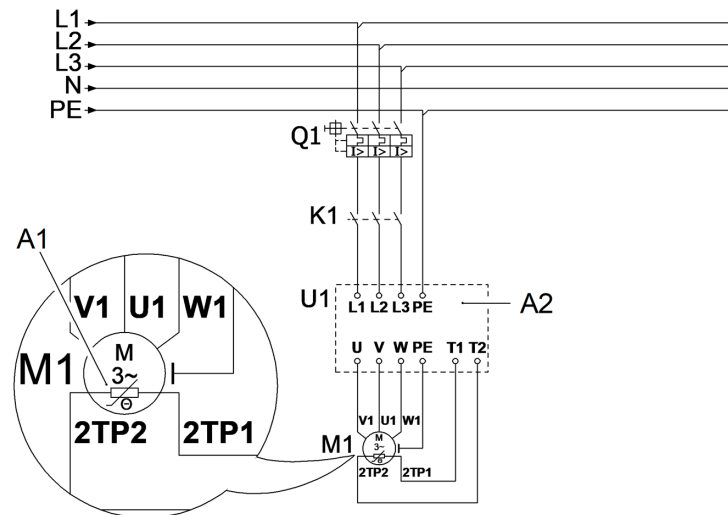 L1
L2
L3
N
PE
Q1
I> I> I>
K1
A1
U1
L1 L2 L3 PE
A2
V1 U1 W1
U V W PE T1 T2
M1
M
3~
Θ
2TP2 2TP1
V1 U1 W1
M1
M
3~
Θ
2TP2 2TP1